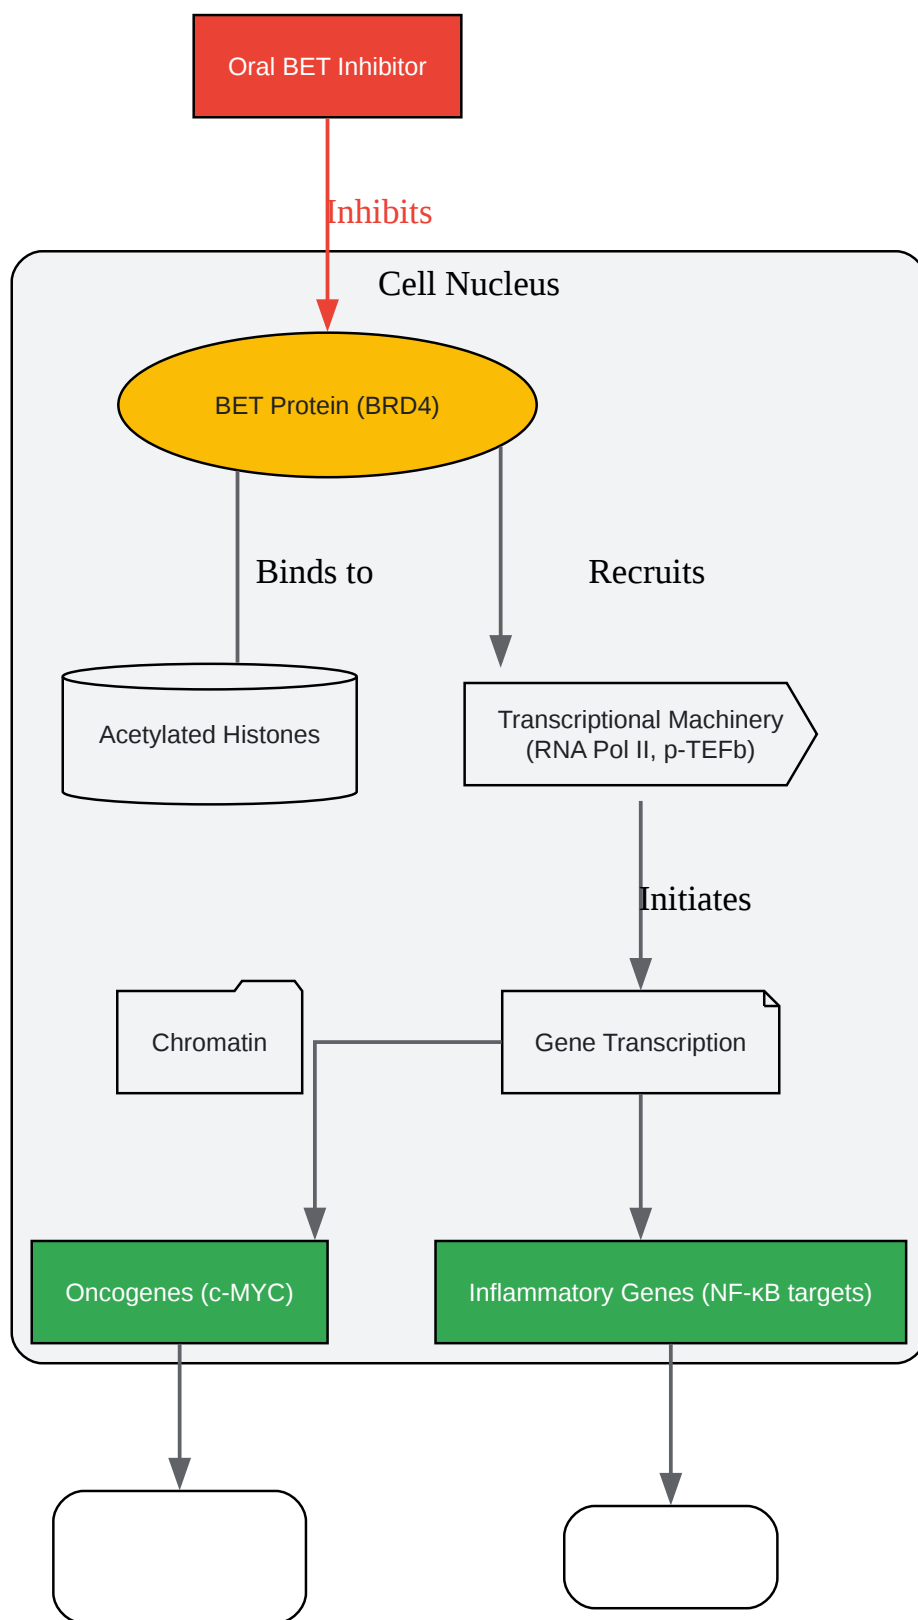 Oral BET Inhibitor
Inhibits
Cell Nucleus
BET Protein (BRD4)
Binds to
Recruits
Acetylated Histones
Transcriptional Machinery
(RNA Pol II, p-TEFb)
Initiates
Chromatin
Gene Transcription
Oncogenes (c-MYC)
Inflammatory Genes (NF-κB targets)